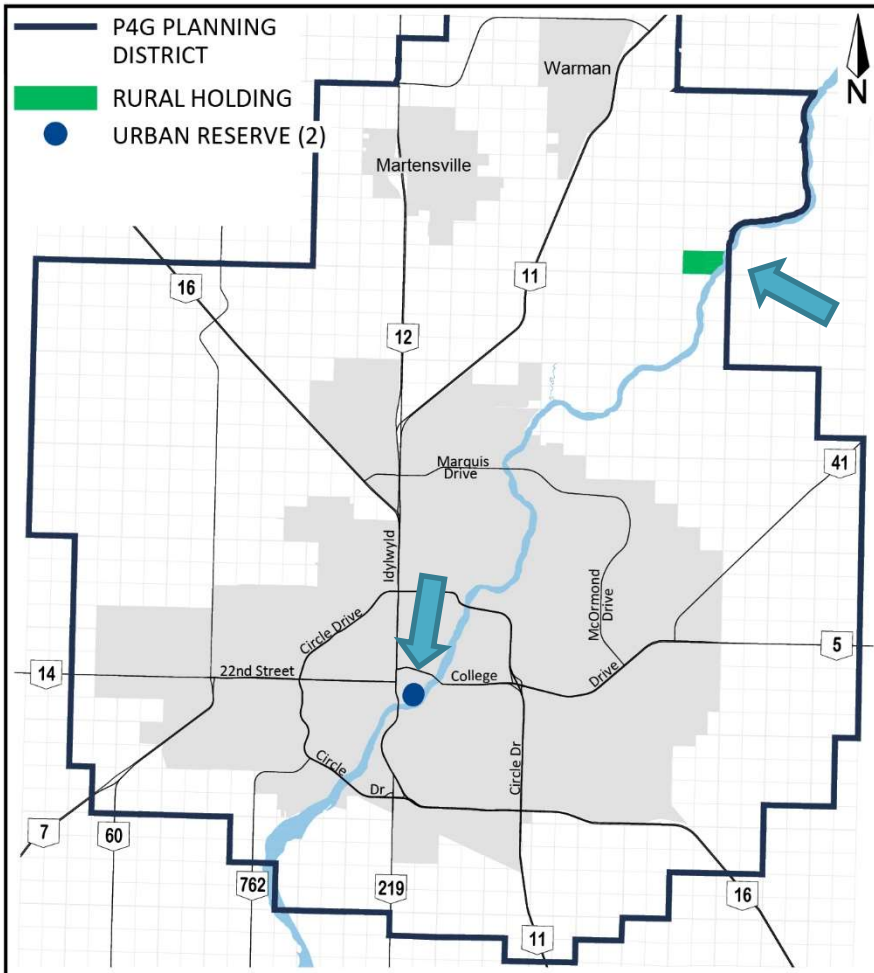 P4G PLANNING
DISTRICT
RURAL HOLDING
URBAN RESERVE (2)
N
Warman
Martensville
16
11
12
41
Marquis
Drive
Idylwyld
McOrmond
Drive
Circle Drive
5
14
22nd Street
College
Drive
Circle
Dr
Circle Dr
7
60
762
219
16
11